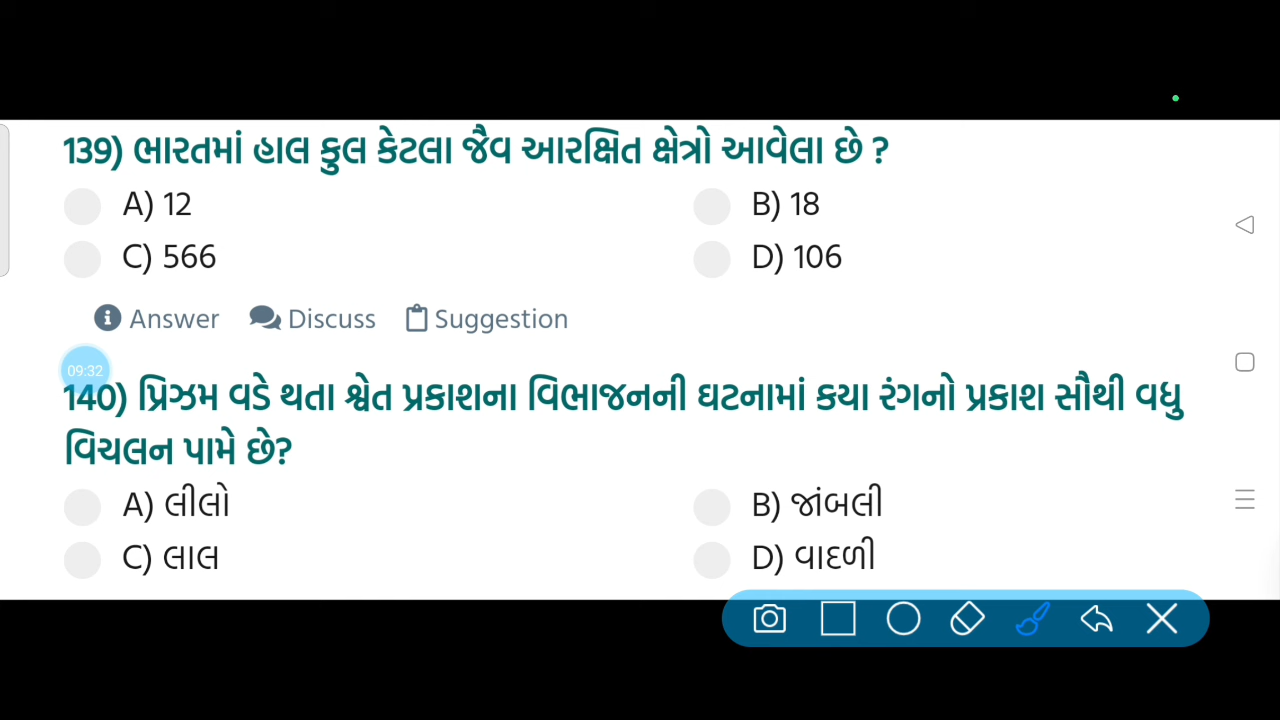 139) ભારતમાં હાલ કુલ કેટલા જૈવ આરક્ષિત ક્ષેત્રો આવેલા છે ?
A) 12
B) 18
C) 566
D) 106
Answer Discuss Suggestion
09:32
140) પ્રિઝમ વડે થતા શ્વેત પ્રકાશના વિભાજનની ઘટનામાં કયા રંગનો પ્રકાશ સૌથી વધુ
વિચલન પામે છે?
A) લીલો
B) જાંબલી
C) લાલ
D) વાદળી